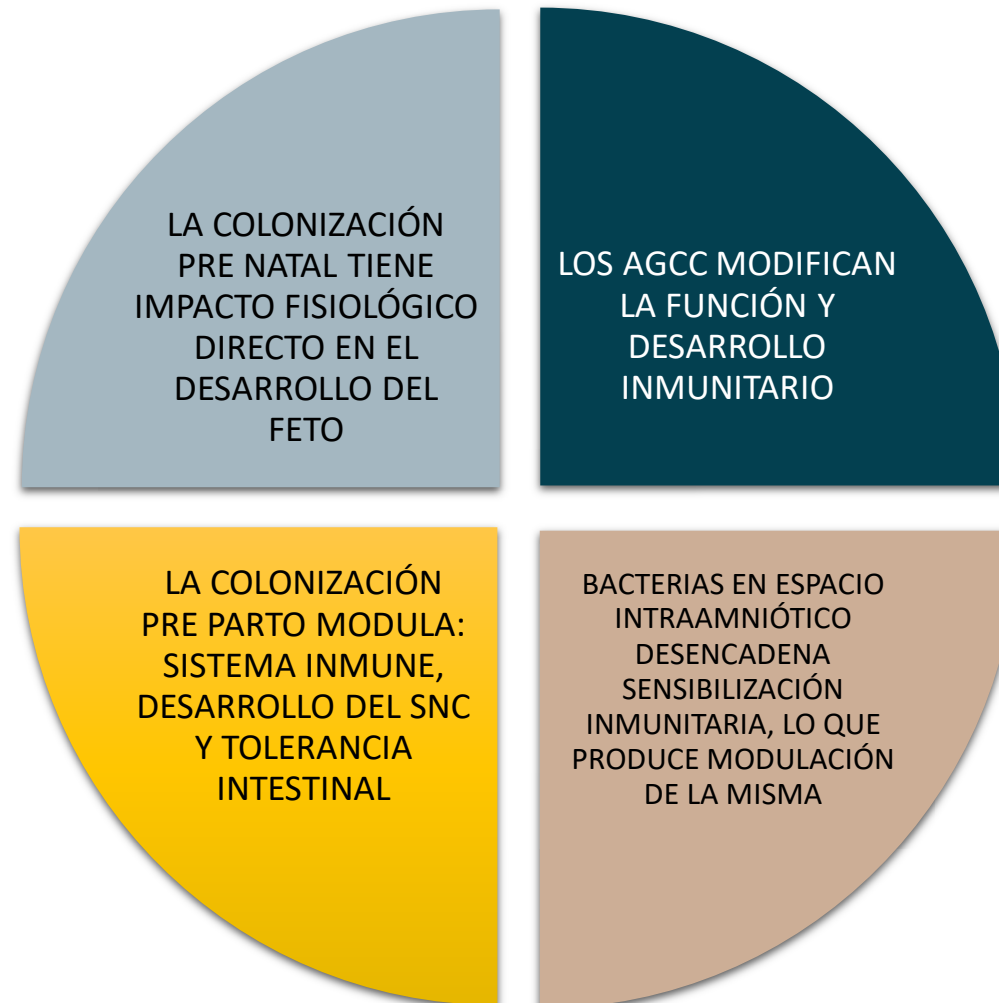 LA COLONIZACIÓN
PRE NATAL TIENE
IMPACTO FISIOLÓGICO
DIRECTO EN EL
DESARROLLO DEL
FETO
LOS AGCC MODIFICAN
LA FUNCIÓN Y
DESARROLLO
INMUNITARIO
LA COLONIZACIÓN
PRE PARTO MODULA:
SISTEMA INMUNE,
DESARROLLO DEL SNC
Y TOLERANCIA
INTESTINAL
BACTERIAS EN ESPACIO
INTRAAMNIÓTICO
DESENCADENA
SENSIBILIZACIÓN
INMUNITARIA, LO QUE
PRODUCE MODULACIÓN
DE LA MISMA